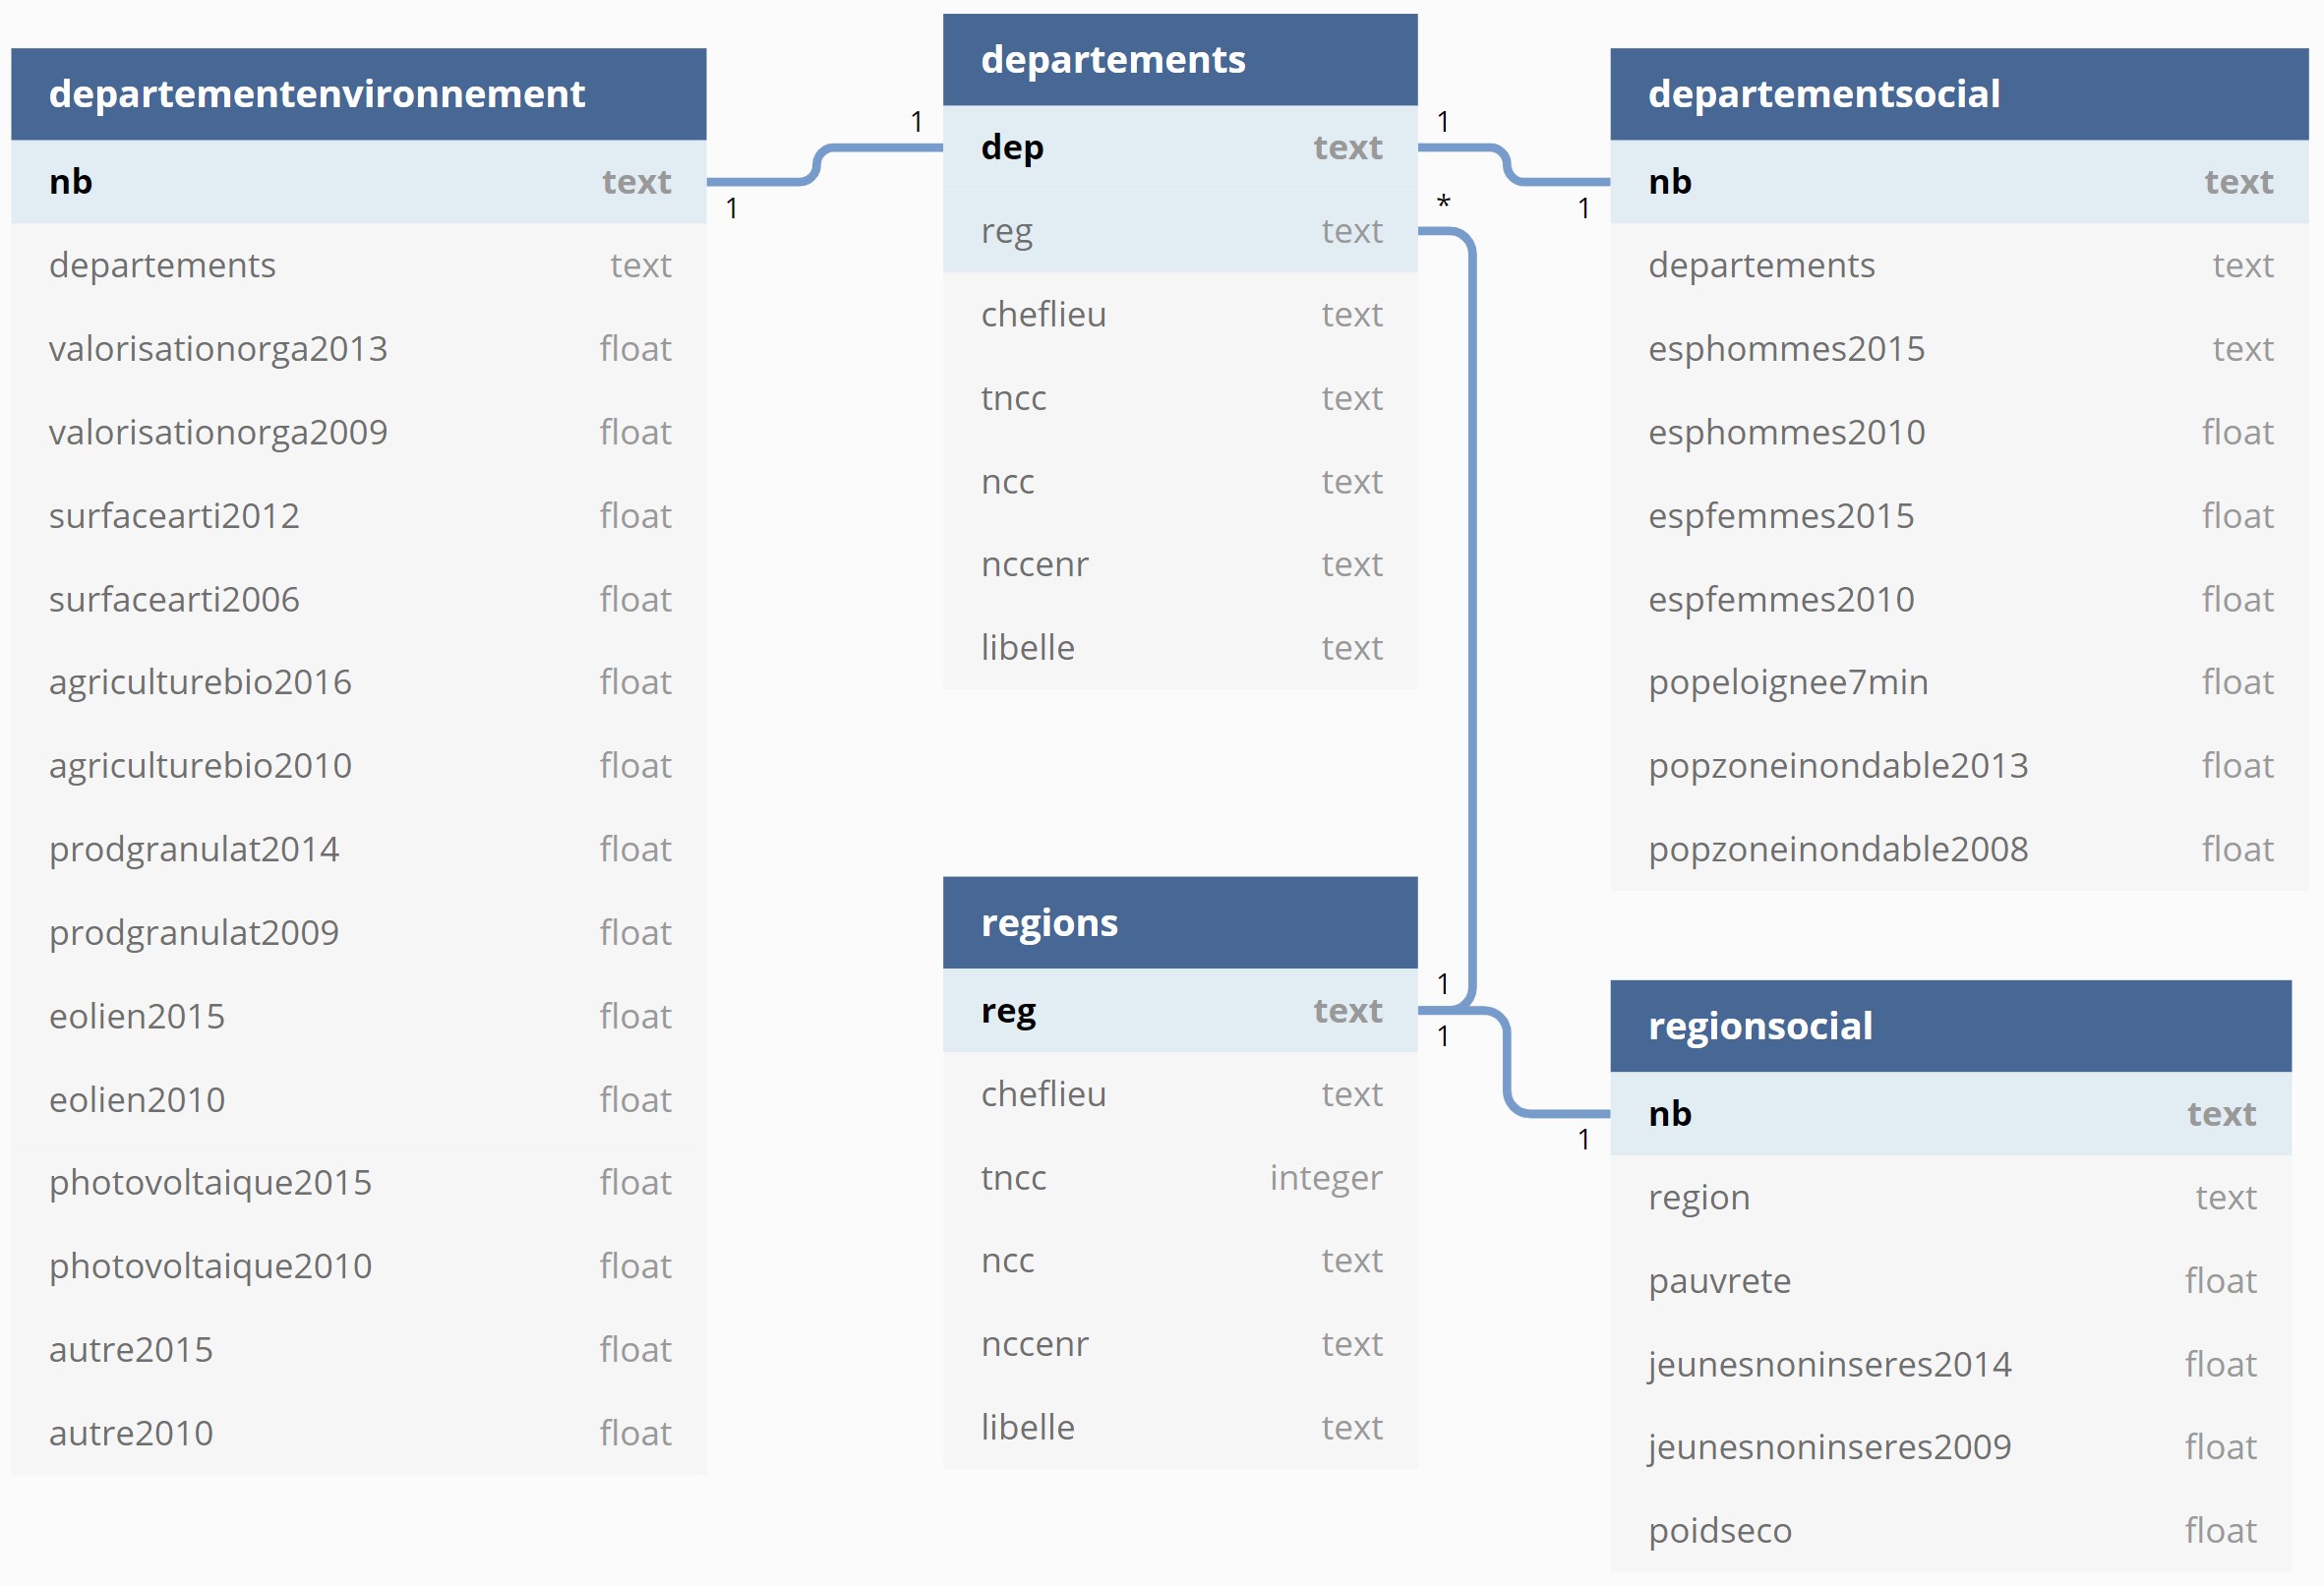 departementenvironnement
nb text
departements text
valorisationorga2013 float
valorisationorga2009 float
surfacearti2012 float
surfacearti2006 float
agriculturebio2016 float
agriculturebio2010 float
prodgranulat2014 float
prodgranulat2009 float
eolien2015 float
eolien2010 float
photovoltaique2015 float
photovoltaique2010 float
autre2015 float
autre2010 float
1
1
departements
dep text
reg text
cheflieu text
tncc text
ncc text
nccenr text
libelle text
1
*
1
departementsocial
nb text
departements text
esphommes2015 text
esphommes2010 float
espfemmes2015 float
espfemmes2010 float
popeloignee7min float
popzoneinondable2013 float
popzoneinondable2008 float
regions
reg text
cheflieu text
tncc integer
ncc text
nccenr text
libelle text
1
1
1
regionsocial
nb text
region text
pauvrete float
jeunesnoninseres2014 float
jeunesnoninseres2009 float
poidseco float